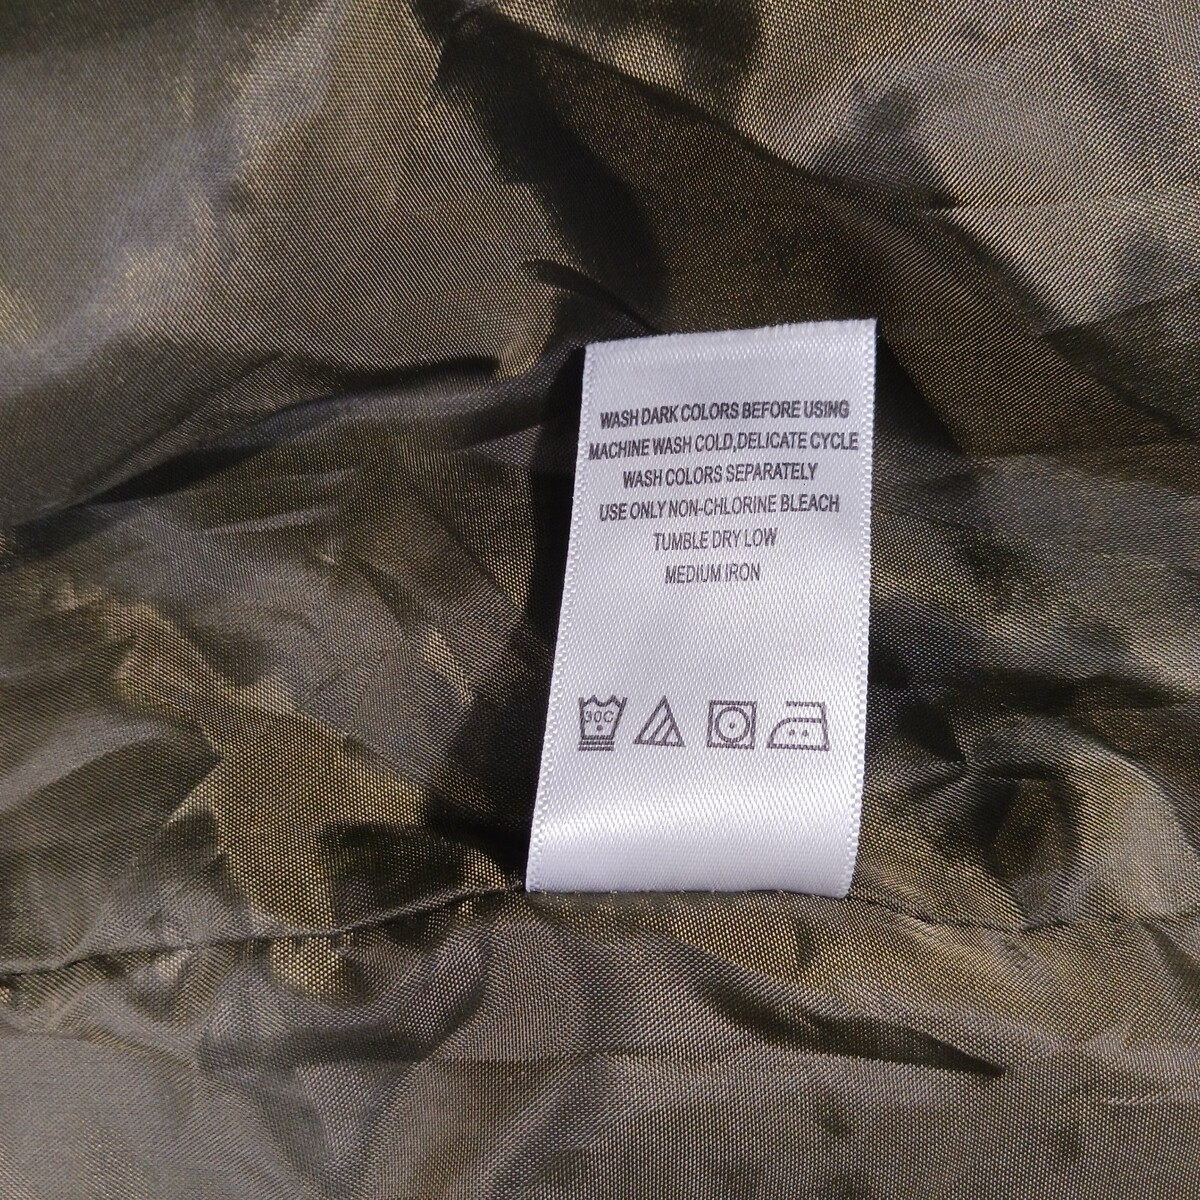 WASH DARK COLORS BEFORE USING
MACHINE WASH COLD,DELICATE CYCLE
WASH COLORS SEPARATELY
USE ONLY NON-CHLORINE BLEACH
TUMBLE DRY LOW
MEDIUM IRON
30C